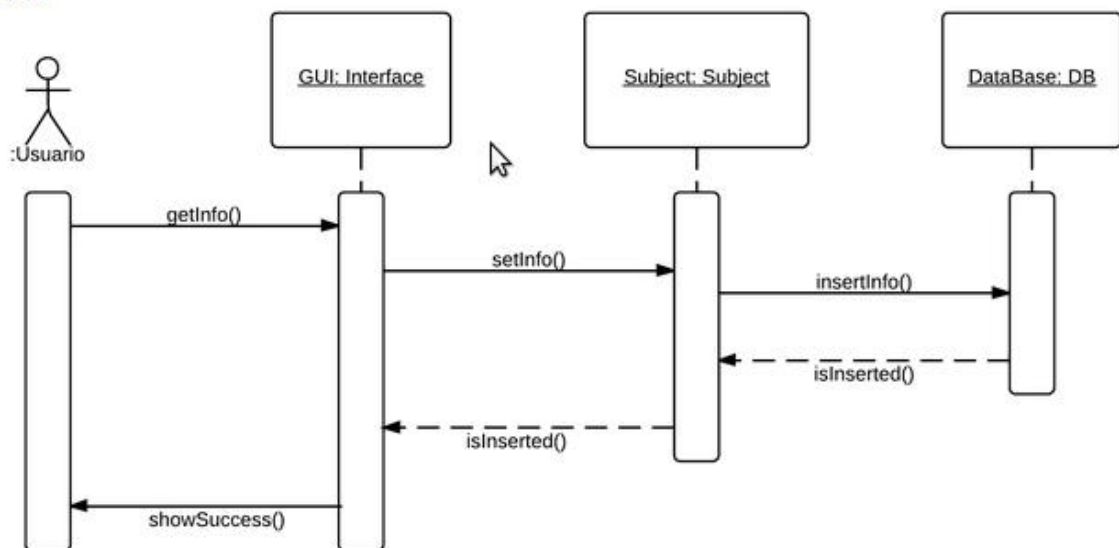 GUI: Interface
Subject: Subject
DataBase: DB
:Usuario
getInfo()
setInfo()
insertInfo()
isInserted()
isInserted()
showSuccess()